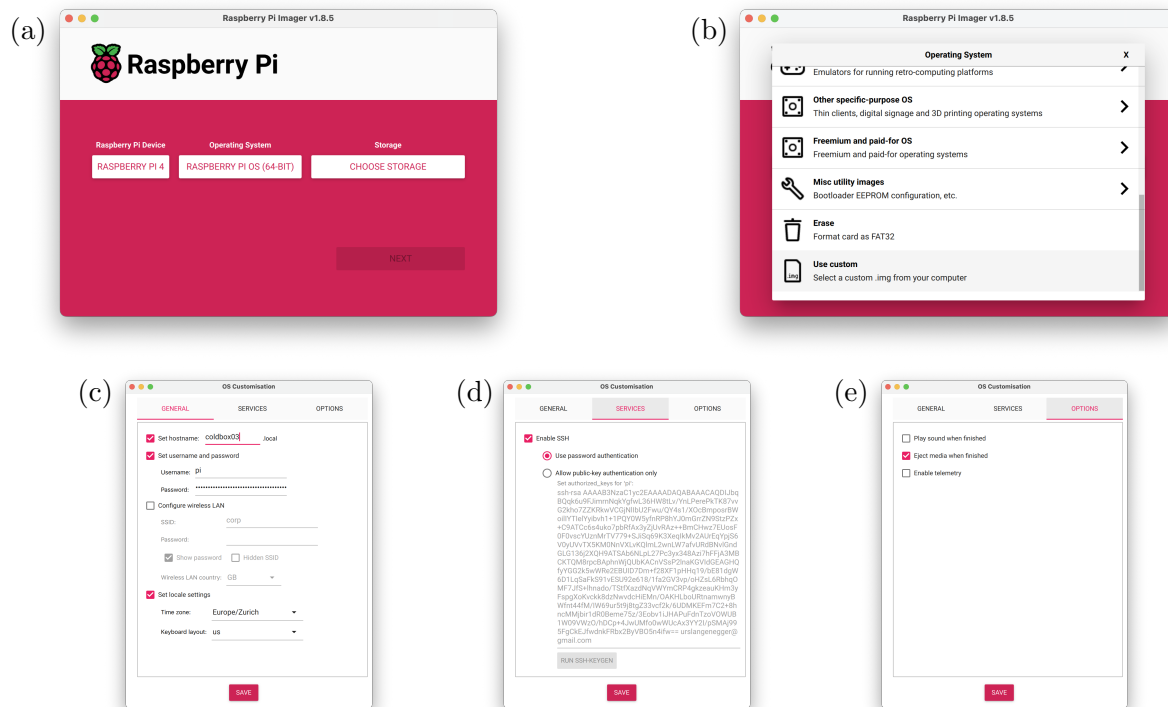 (a)
Raspberry Pi Imager v1.8.5
Raspberry Pi
Raspberry Pi Device Operating System Storage
RASPBERRY PI 4 RASPBERRY PI OS (64-BIT) CHOOSE STORAGE
NEXT
(b)
Raspberry Pi Imager v1.8.5
Operating System X
Emulators for running retro-computing platforms
Other specific-purpose OS
Thin clients, digital signage and 3D printing operating systems
Freemium and paid-for OS
Freemium and paid-for operating systems
Misc utility images
Bootloader EEPROM configuration, etc.
Erase
Format card as FAT32
.img
Use custom
Select a custom .img from your computer
(c)
OS Customisation
GENERAL SERVICES OPTIONS
Set hostname: coldbox03 .local
Set username and password
Username: pi
Password: ••••••••••••••••••••••••••••••••••••
Configure wireless LAN
SSID: corp
Password:
Show password Hidden SSID
Wireless LAN country: GB
Set locale settings
Time zone: Europe/Zurich
Keyboard layout: us
SAVE
(d)
OS Customisation
GENERAL SERVICES OPTIONS
Enable SSH
Use password authentication
Allow public-key authentication only
Set authorized_keys for 'pi':
ssh-rsa
urslangenegger@
gmail.com
RUN SSH-KEYGEN
SAVE
(e)
OS Customisation
GENERAL SERVICES OPTIONS
Play sound when finished
Eject media when finished
Enable telemetry
SAVE